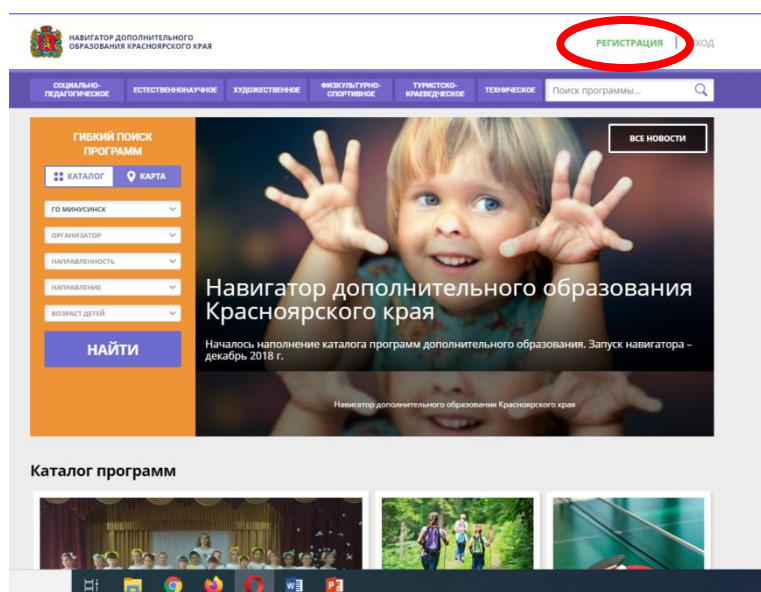 НАВИГАТОР ДОПОЛНИТЕЛЬНОГО
ОБРАЗОВАНИЯ КРАСНОЯРСКОГО КРАЯ
РЕГИСТРАЦИЯ
ХОД
СОЦИАЛЬНО-
ПЕДАГОГИЧЕСКОЕ
ЕСТЕСТВЕННОНАУЧНОЕ
ХУДОЖЕСТВЕННОЕ
ФИЗКУЛЬТУРНО-
СПОРТИВНОЕ
ТУРИСТСКО-
КРАЕВЕДЧЕСКОЕ
ТЕХНИЧЕСКОЕ
Поиск программы...
ГИБКИЙ ПОИСК
ПРОГРАММ
КАТАЛОГ
КАРТА
ГО МИНУСИНСК
ОРГАНИЗАТОР
НАПРАВЛЕННОСТЬ
НАПРАВЛЕНИЕ
ВОЗРАСТ ДЕТЕЙ
НАЙТИ
ВСЕ НОВОСТИ
Навигатор дополнительного образования
Красноярского края
Началось наполнение каталога программ дополнительного образования. Запуск навигатора –
декабрь 2018 г.
Навигатор дополнительного образования Красноярского края
Каталог программ